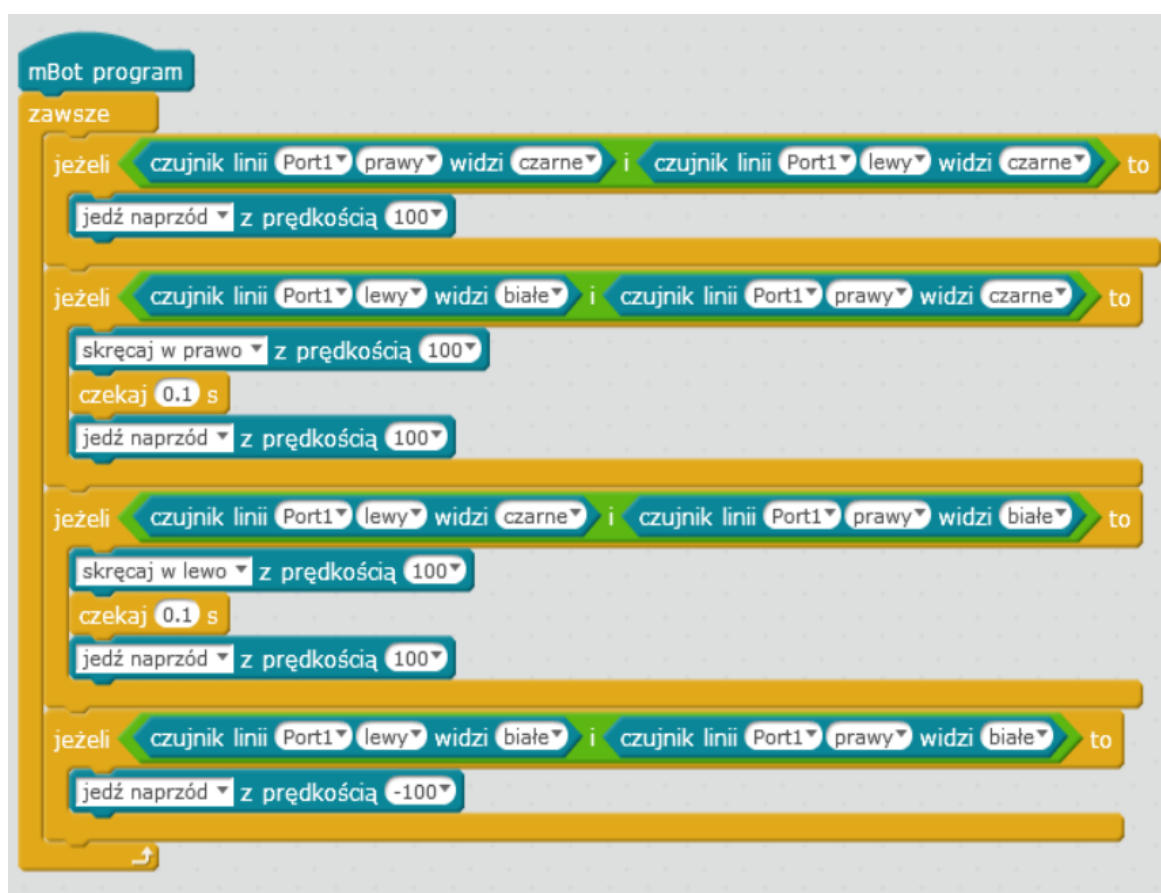 mBot program
zawsze
jeżeli czujnik linii Port1 prawy widzi czarne i czujnik linii Port1 lewy widzi czarne to
jedź naprzód z prędkością 100
jeżeli czujnik linii Port1 lewy widzi białe i czujnik linii Port1 prawy widzi czarne to
skręcaj w prawo z prędkością 100
czekaj 0.1 s
jedź naprzód z prędkością 100
jeżeli czujnik linii Port1 lewy widzi czarne i czujnik linii Port1 prawy widzi białe to
skręcaj w lewo z prędkością 100
czekaj 0.1 s
jedź naprzód z prędkością 100
jeżeli czujnik linii Port1 lewy widzi białe i czujnik linii Port1 prawy widzi białe to
jedź naprzód z prędkością -100